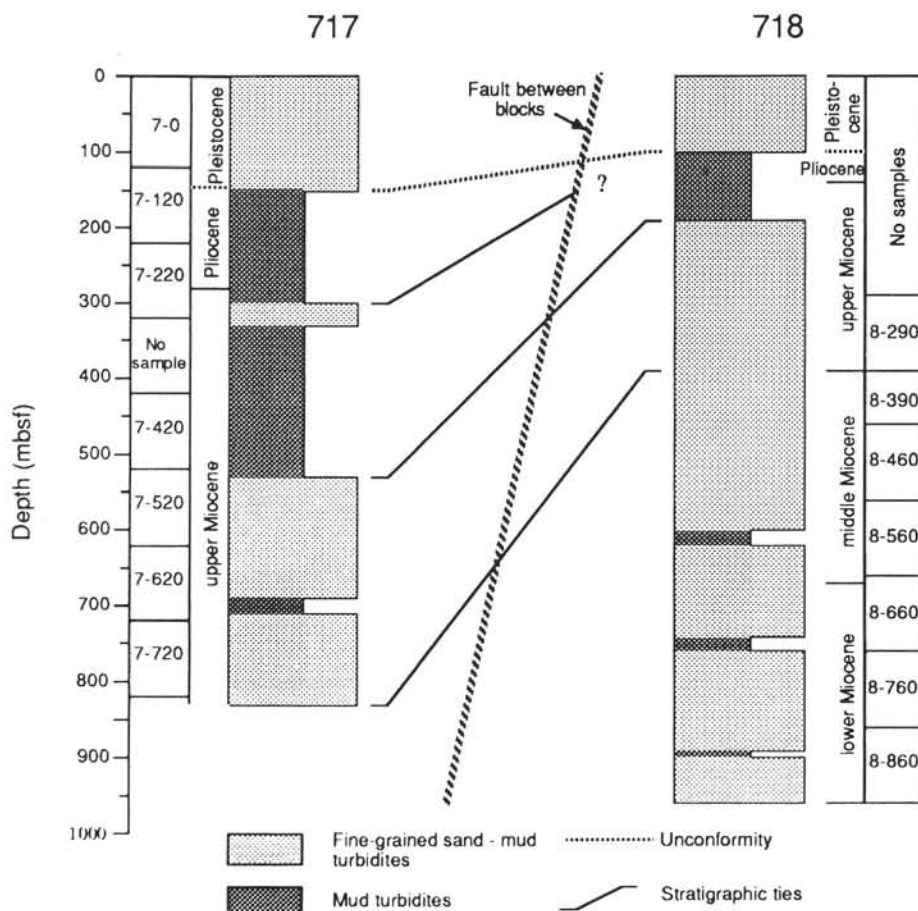 717
718
Depth (mbsf)
0
100
200
300
400
500
600
700
800
900
1000
7-0
7-120
7-220
No
sample
7-420
7-520
7-620
7-720
Pleistocene
Pliocene
upper Miocene
Fault between
blocks
?
Pleisto-
cene
Pliocene
upper Miocene
middle Miocene
lower Miocene
No samples
8-290
8-390
8-460
8-560
8-660
8-760
8-860
Fine-grained sand - mud
turbidites
Mud turbidites
Unconformity
Stratigraphic ties